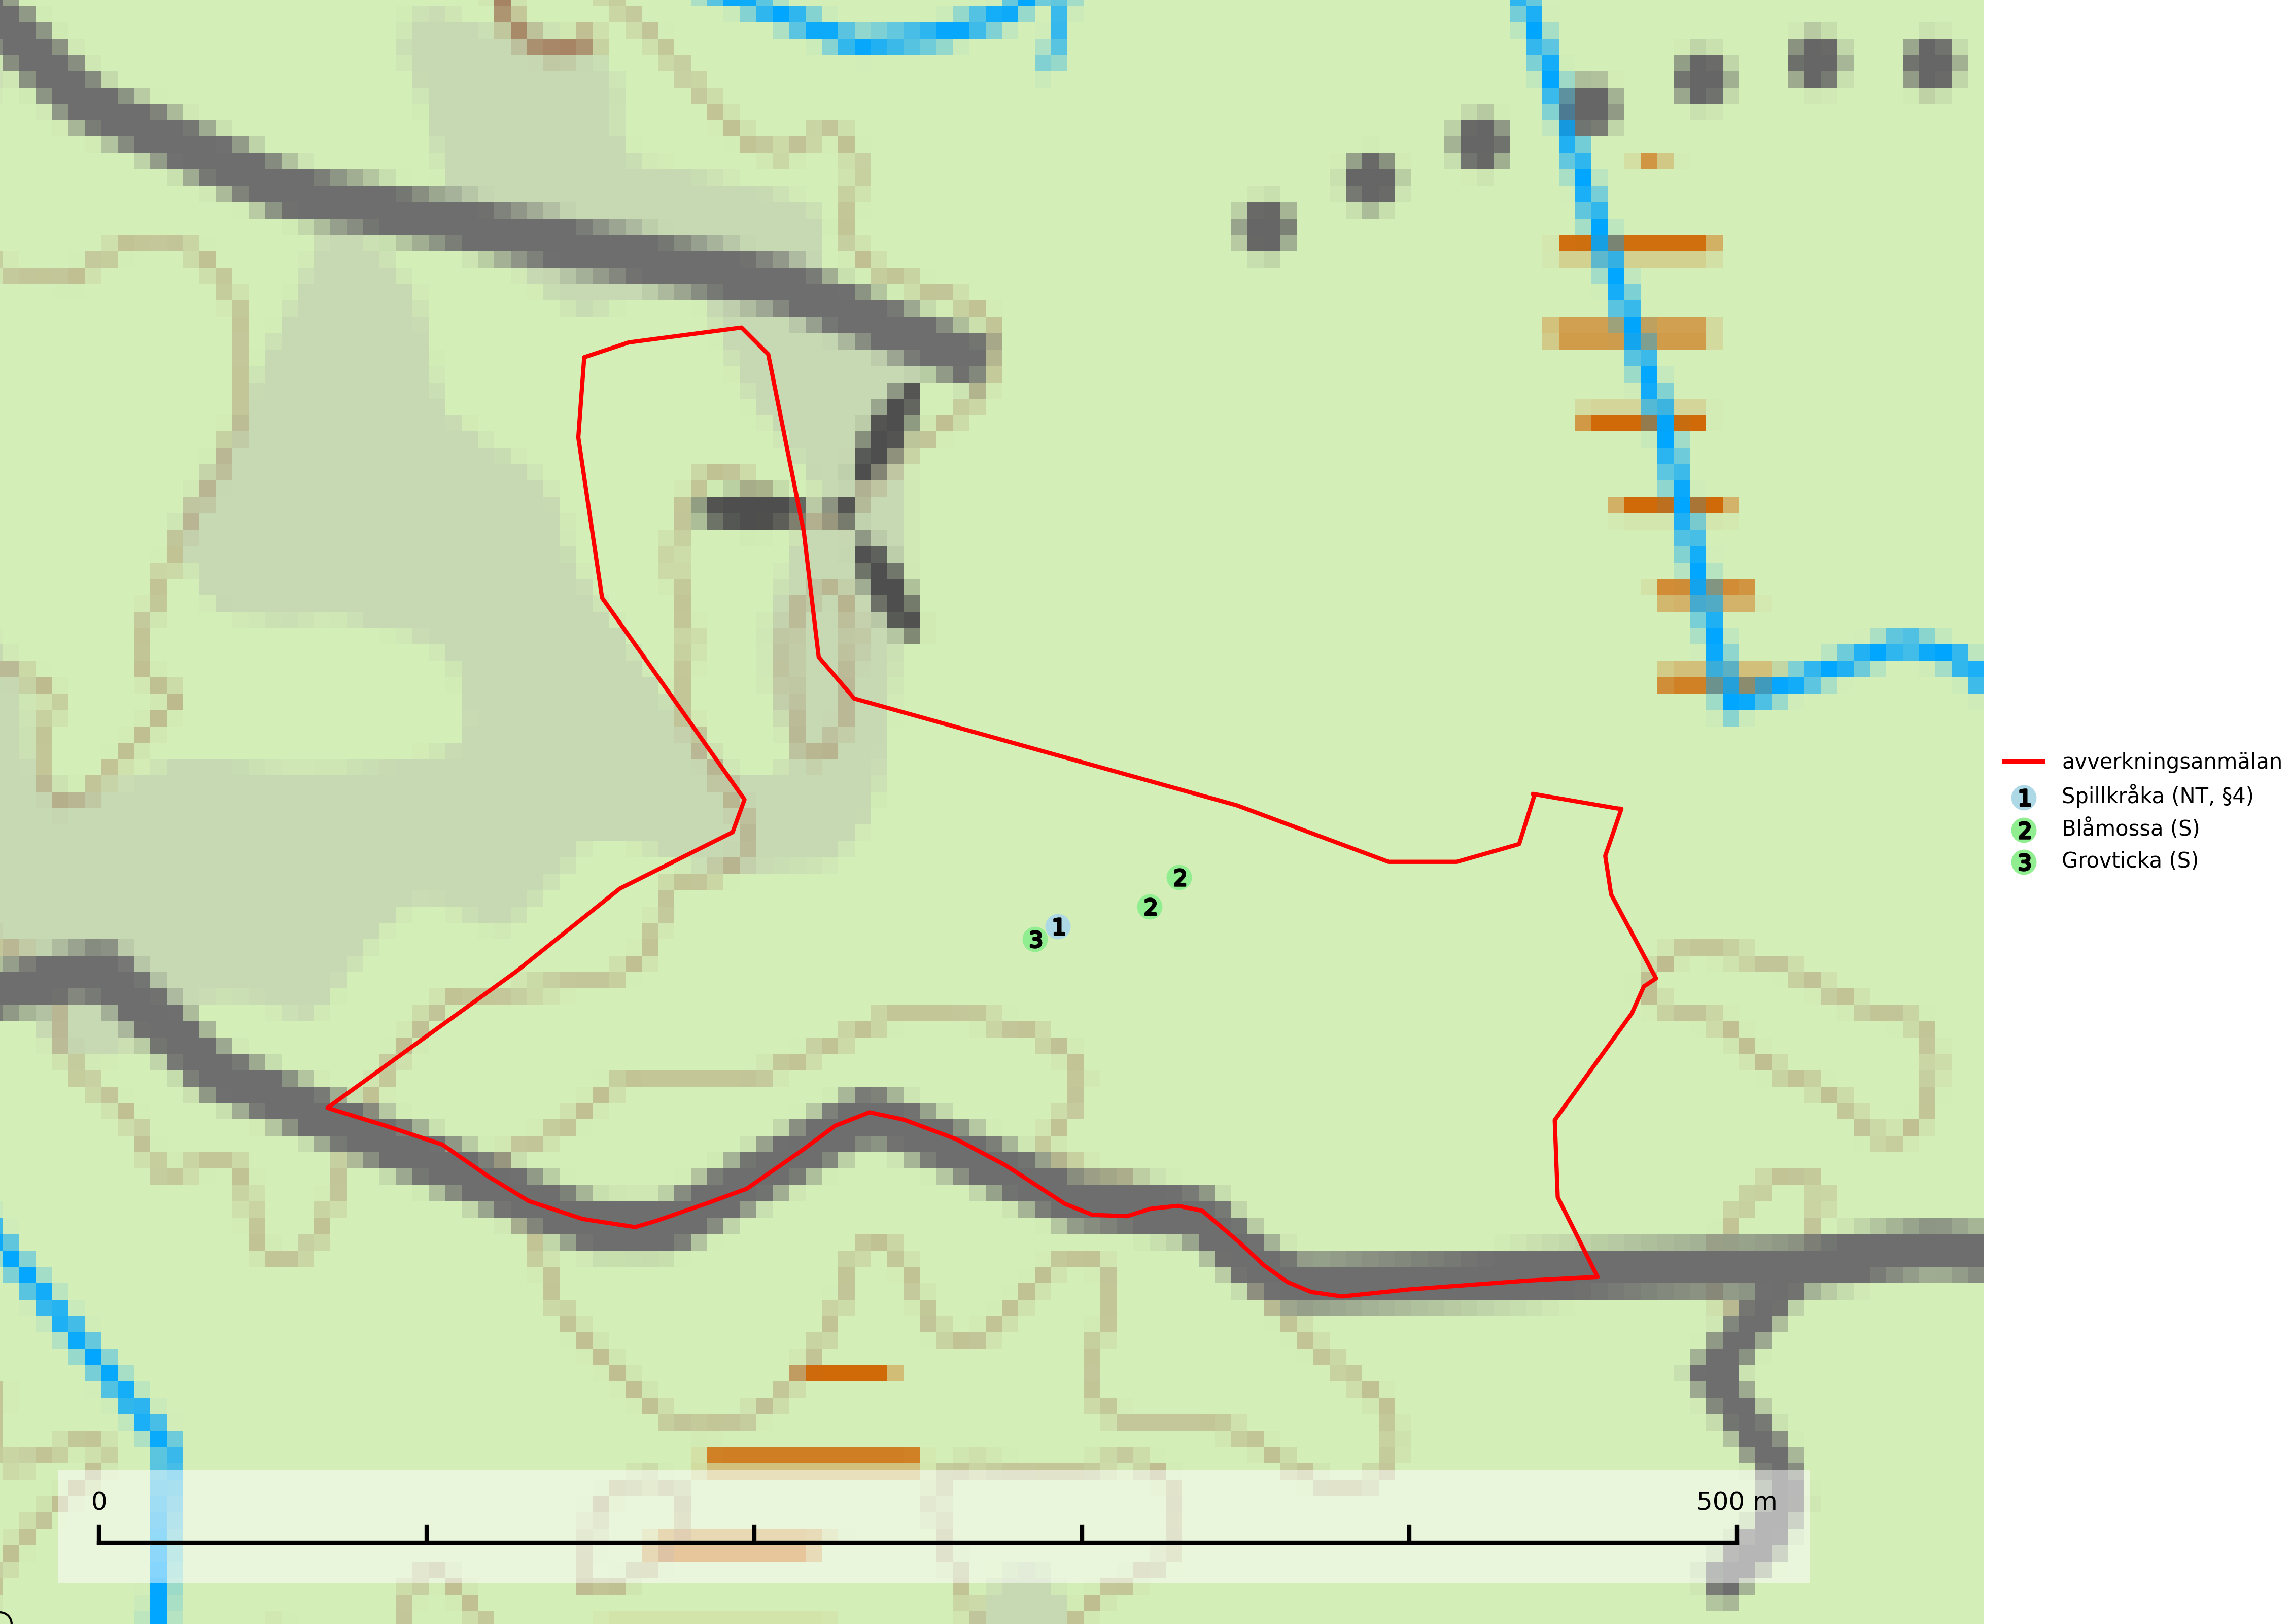 avverkningsanmälan
1 Spillkråka (NT, §4)
2 Blåmossa (S)
3 Grovticka (S)
2
2
1
3
0 500 m